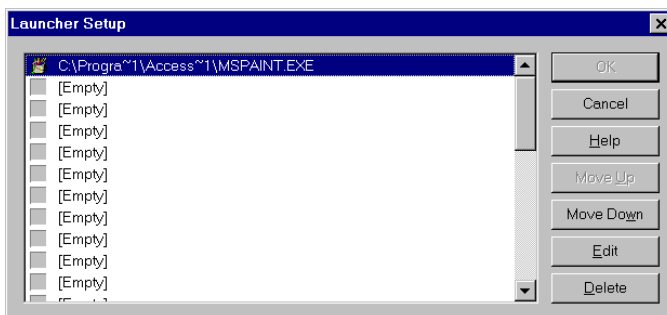 Launcher Setup
C:\Progra~1\Access~1\MSPAINT.EXE
[Empty]
[Empty]
[Empty]
[Empty]
[Empty]
[Empty]
[Empty]
[Empty]
[Empty]
[Empty]
OK
Cancel
Help
Move Up
Move Down
Edit
Delete